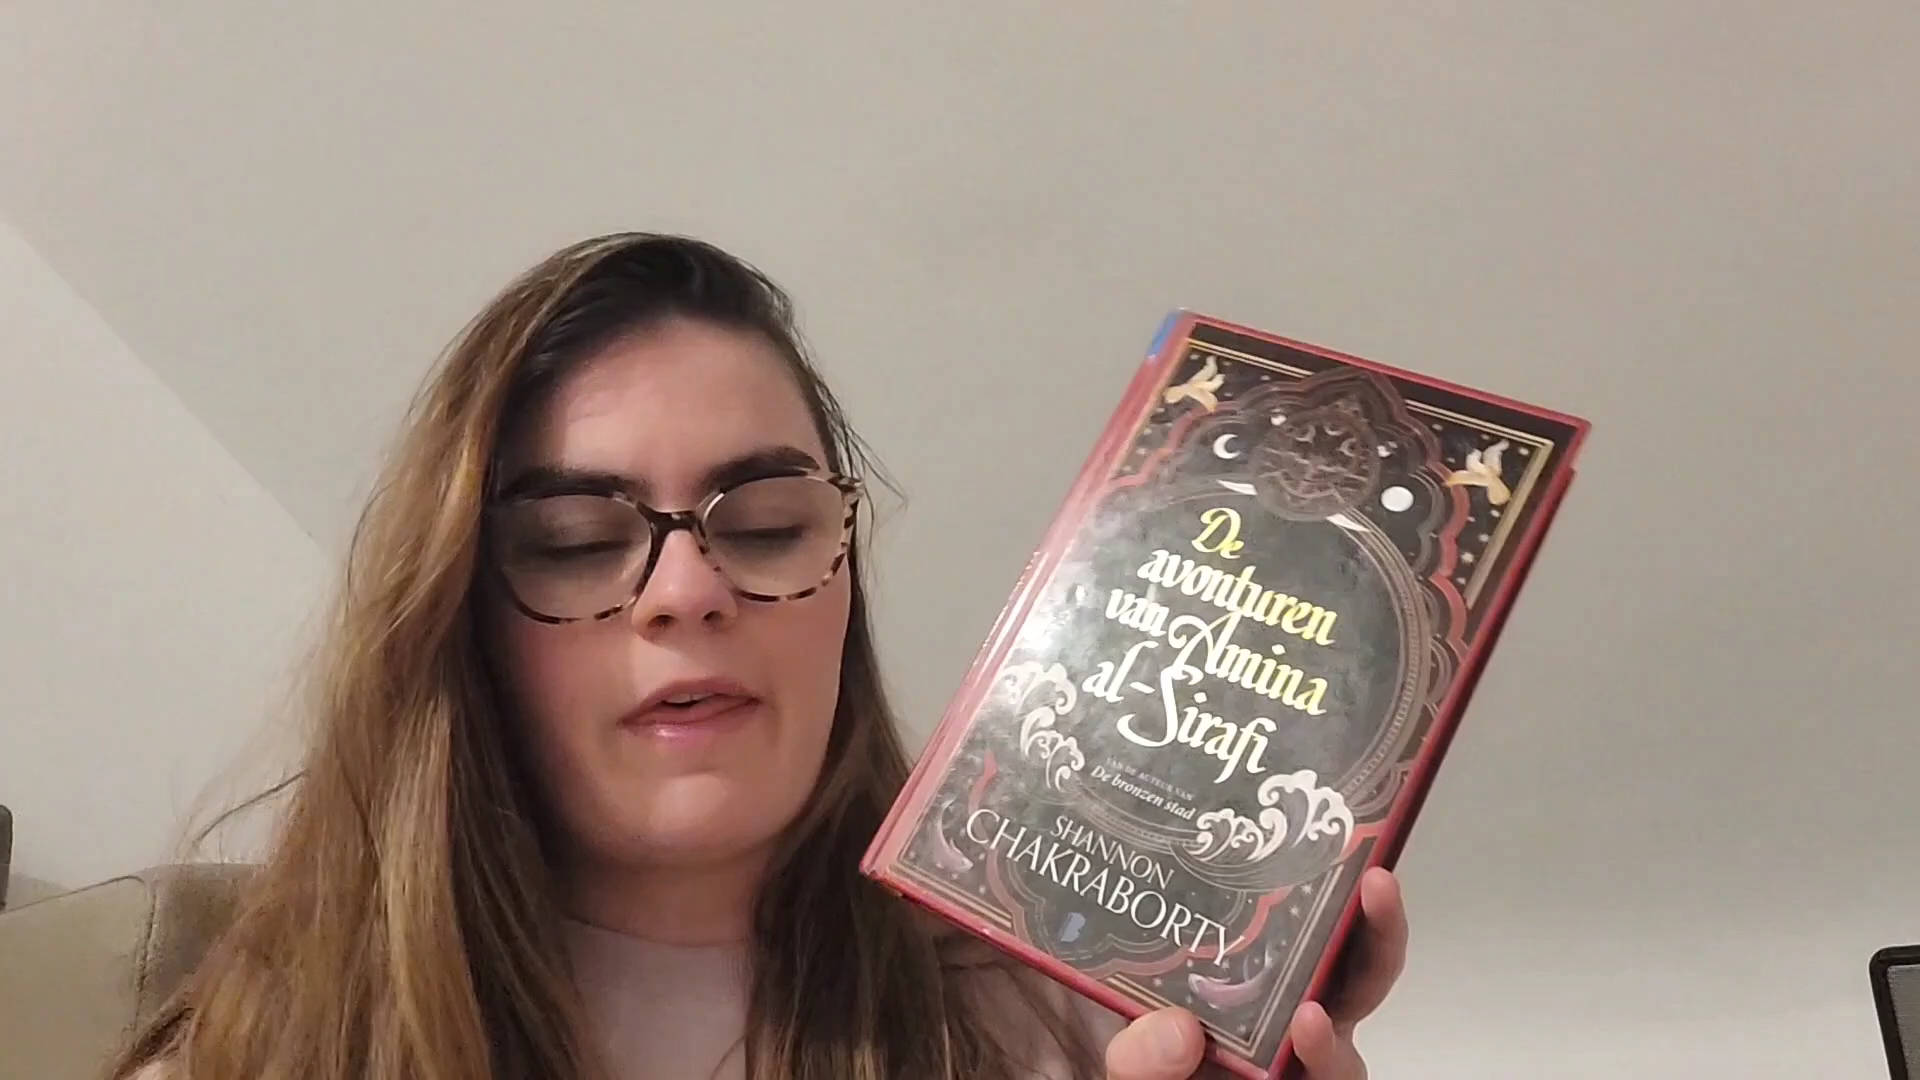 De
avonturen
van Amina
al-Sirafi
VAN DE AUTEUR VAN
De bronzen stad
SHANNON
CHAKRABORTY
B